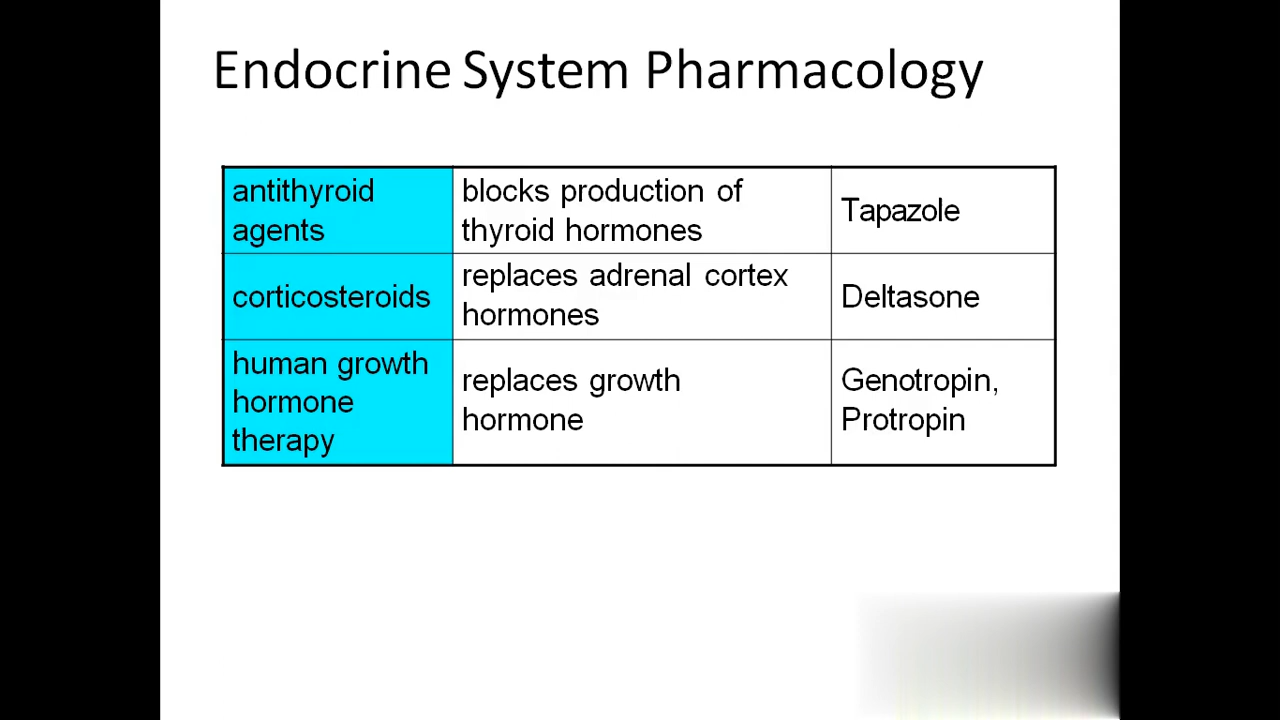 Endocrine System Pharmacology
antithyroid
agents
blocks production of
thyroid hormones
Tapazole
corticosteroids
replaces adrenal cortex
hormones
Deltasone
human growth
hormone
therapy
replaces growth
hormone
Genotropin,
Protropin